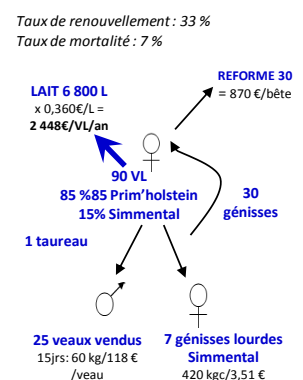 Taux de renouvellement : 33 %
Taux de mortalité : 7 %
REFORME 30
= 870 €/bête
LAIT 6 800 L
x 0,360€/L =
2 448€/VL/an
90 VL
85 %85 Prim’holstein
15% Simmental
30
génisses
1 taureau
25 veaux vendus
15jrs: 60 kg/118 €
/veau
7 génisses lourdes
Simmental
420 kgc/3,51 €